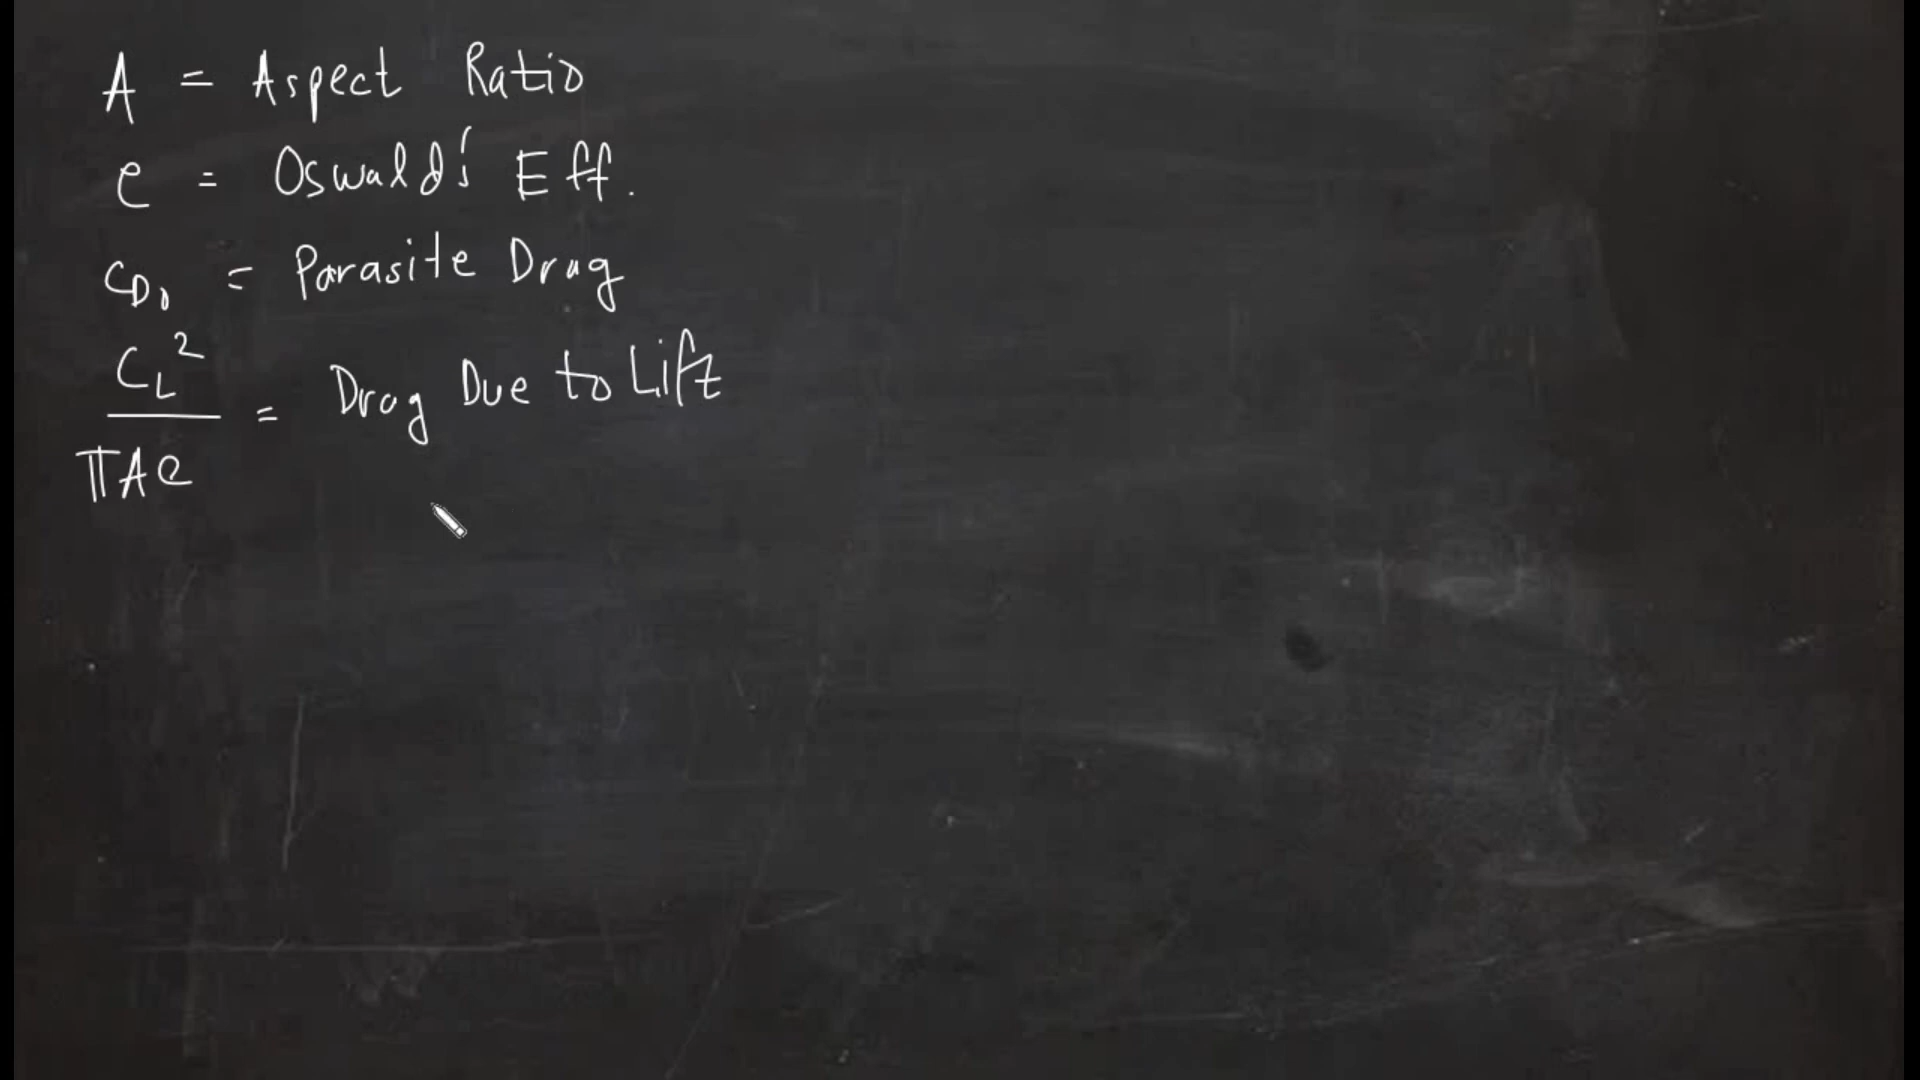 A = Aspect Ratio
e = Oswald's Eff.
CD0 = Parasite Drag
CL² / πAe = Drag Due to Lift